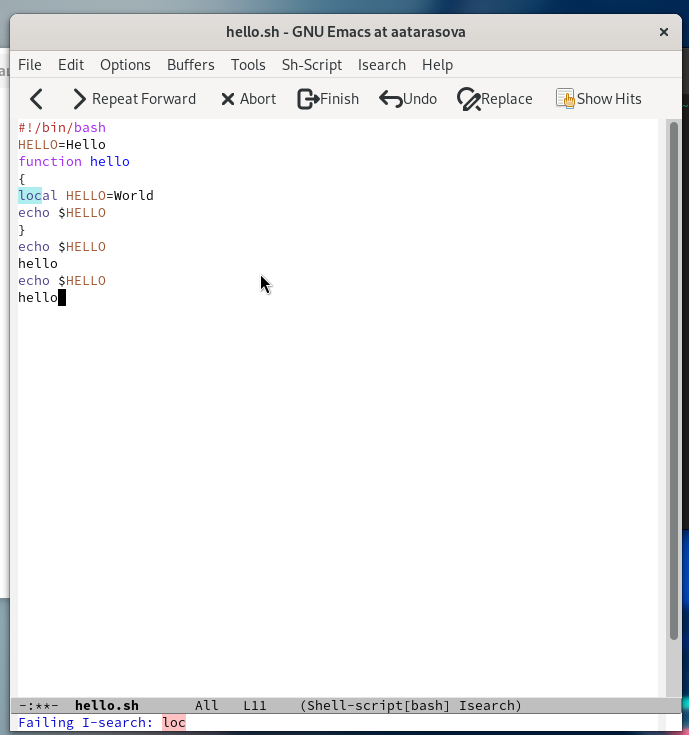 hello.sh - GNU Emacs at aatarasova
File Edit Options Buffers Tools Sh-Script Isearch Help
Repeat Forward Abort Finish Undo Replace Show Hits
#!/bin/bash
HELLO=Hello
function hello
{
local HELLO=World
echo $HELLO
}
echo $HELLO
hello
echo $HELLO
hello
-:**- hello.sh All L11 (Shell-script[bash] Isearch)
Failing I-search: loc